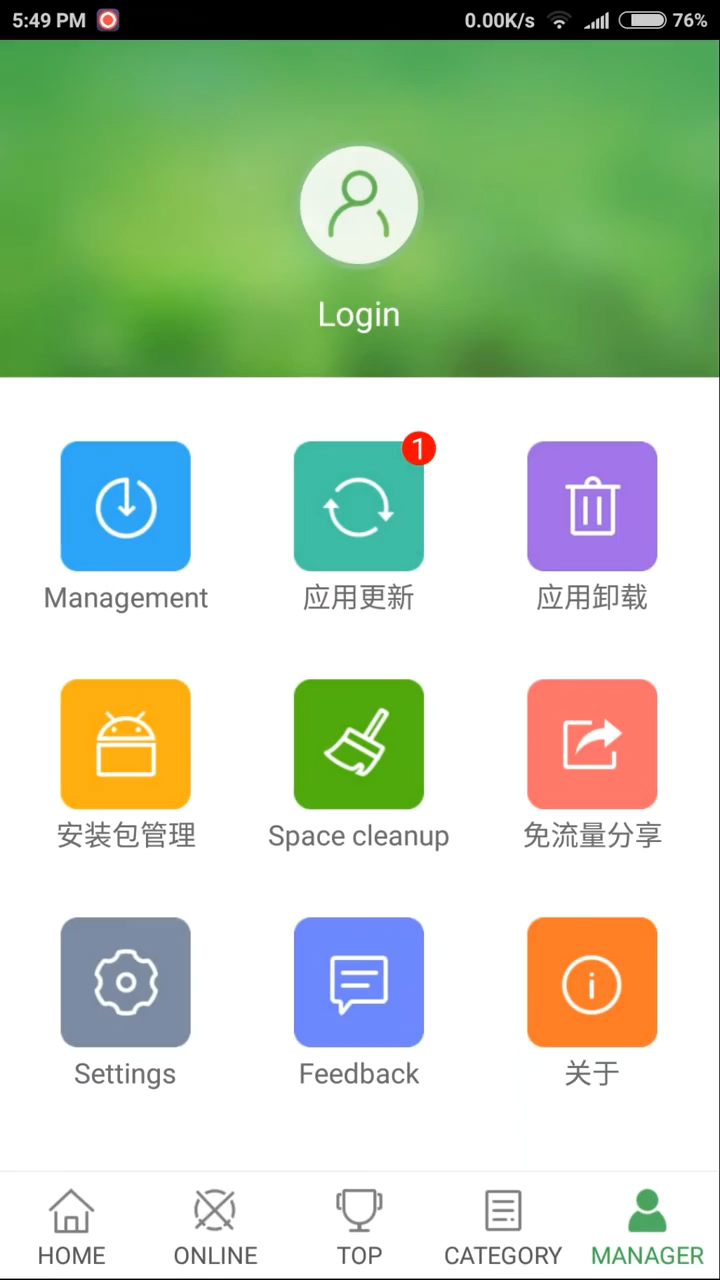 5:49 PM 0.00K/s 76%
Login
1
Management 应用更新 应用卸载
安装包管理 Space cleanup 免流量分享
Settings Feedback 关于
HOME ONLINE TOP CATEGORY MANAGER